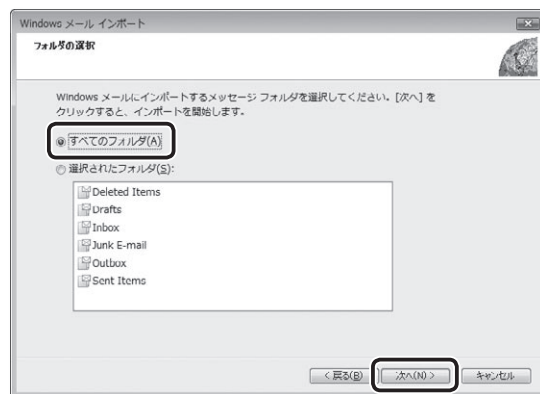 Windows メール インポート
フォルダの選択
Windows メールにインポートするメッセージ フォルダを選択してください。[次へ] を
クリックすると、インポートを開始します。
すべてのフォルダ(A)
選択されたフォルダ(S):
Deleted Items
Drafts
Inbox
Junk E-mail
Outbox
Sent Items
< 戻る(B) 次へ(N) > キャンセル